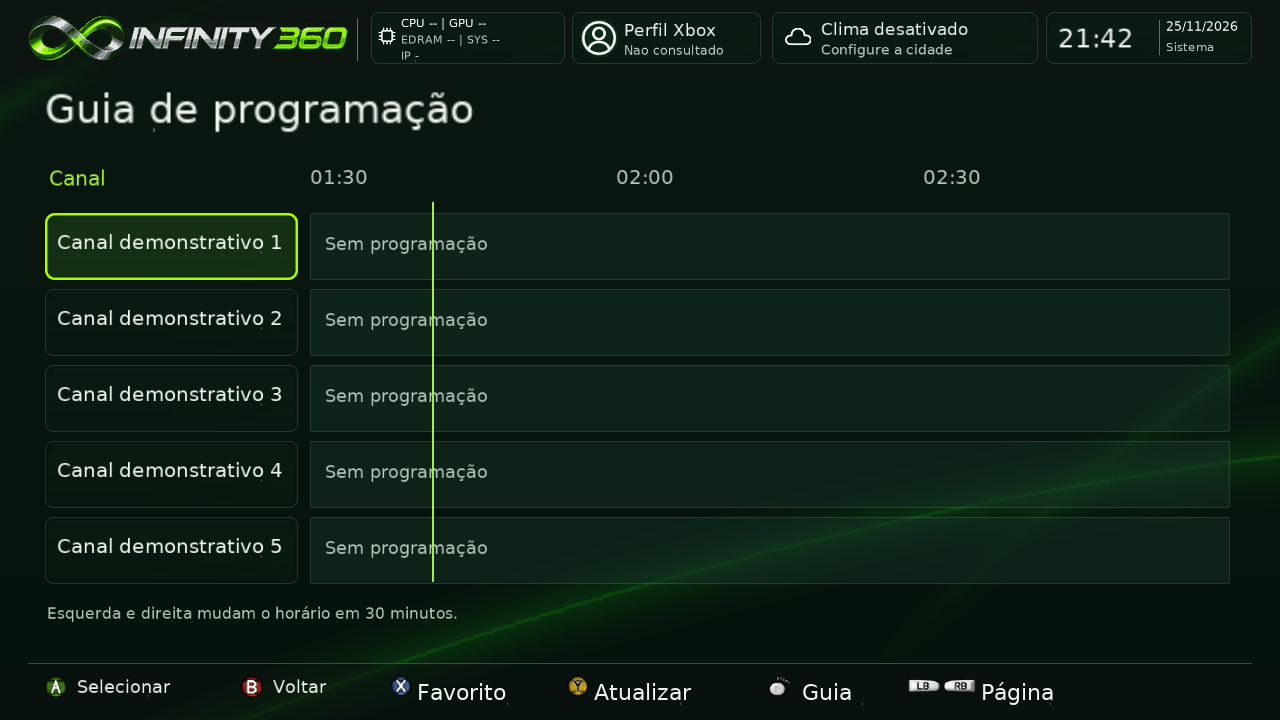 INFINITY360
CPU -- | GPU --
EDRAM -- | SYS --
IP -
Perfil Xbox
Nao consultado
Clima desativado
Configure a cidade
21:42
25/11/2026
Sistema
Guia de programação
Canal
01:30
02:00
02:30
Canal demonstrativo 1
Sem programação
Canal demonstrativo 2
Sem programação
Canal demonstrativo 3
Sem programação
Canal demonstrativo 4
Sem programação
Canal demonstrativo 5
Sem programação
Esquerda e direita mudam o horário em 30 minutos.
A Selecionar
B Voltar
X Favorito
Y Atualizar
Guia
LB RB Página